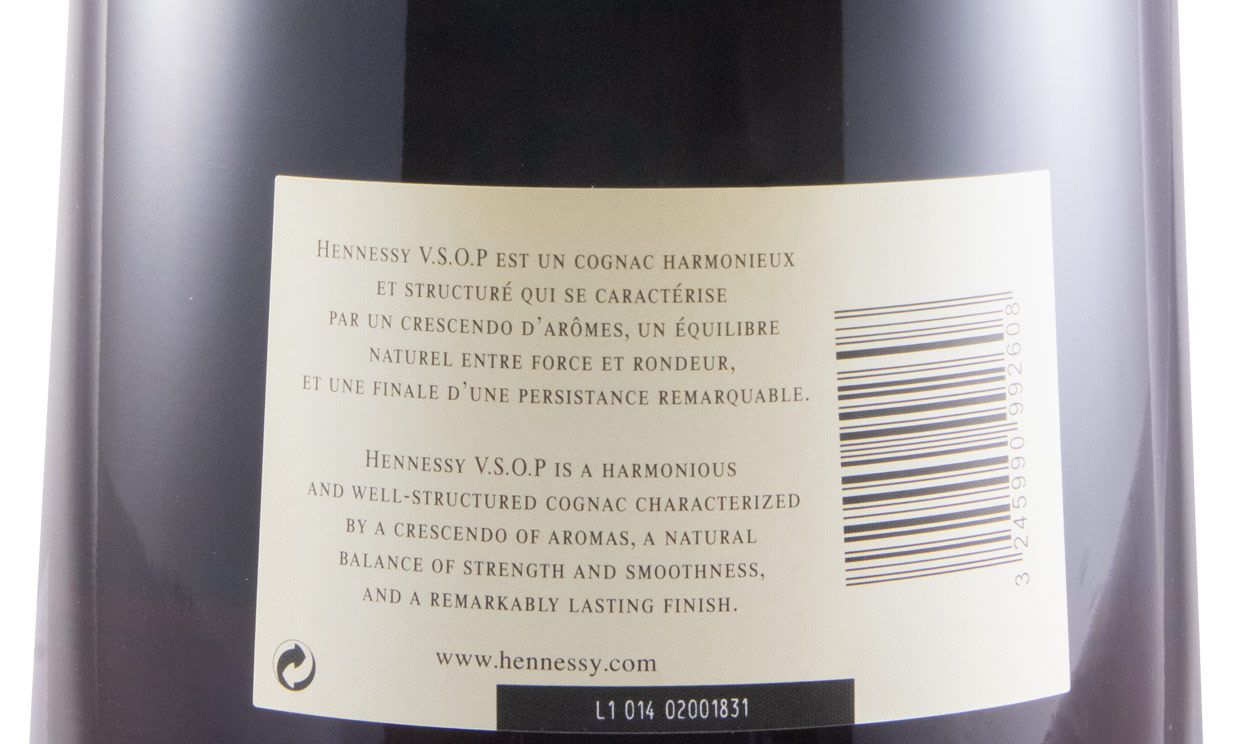 HENNESSY V.S.O.P EST UN COGNAC HARMONIEUX
ET STRUCTURÉ QUI SE CARACTÉRISE
PAR UN CRESCENDO D'ARÔMES, UN ÉQUILIBRE
NATUREL ENTRE FORCE ET RONDEUR,
ET UNE FINALE D'UNE PERSISTANCE REMARQUABLE.
HENNESSY V.S.O.P IS A HARMONIOUS
AND WELL-STRUCTURED COGNAC CHARACTERIZED
BY A CRESCENDO OF AROMAS, A NATURAL
BALANCE OF STRENGTH AND SMOOTHNESS,
AND A REMARKABLY LASTING FINISH.
www.hennessy.com
L1 014 02001831
3 245990 992608